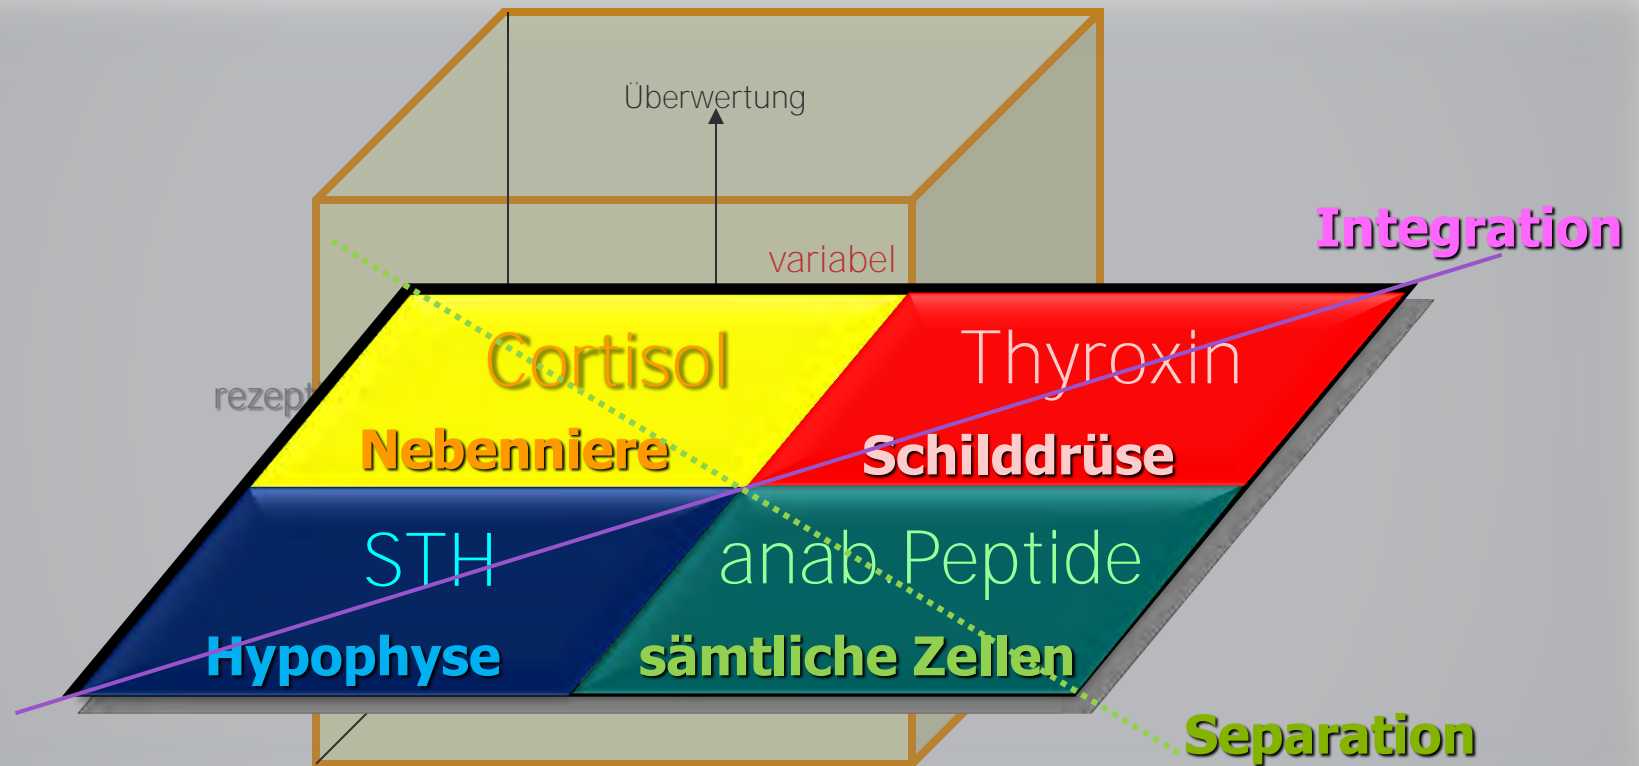 Überwertung
Integration
variabel
Cortisol
Thyroxin
Nebenniere
Schilddrüse
STH
anab.Peptide
Hypophyse
sämtliche Zellen
Separation